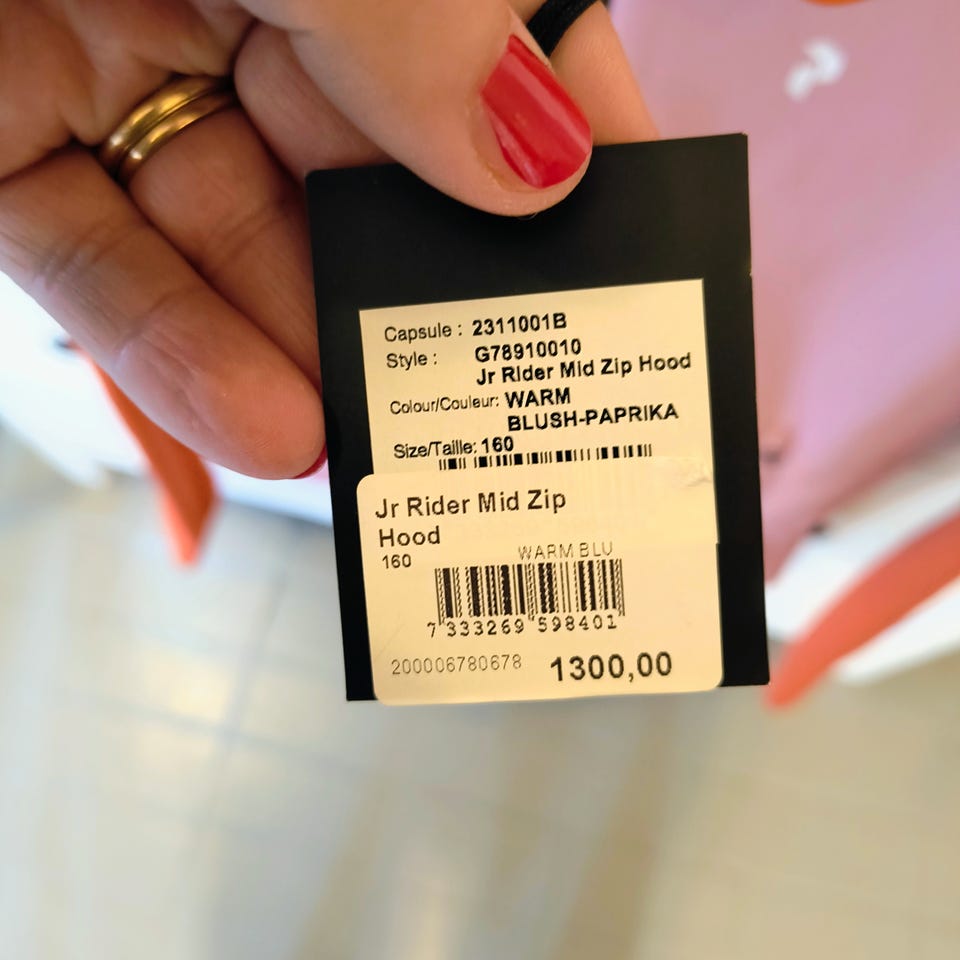 Capsule : 2311001B
Style : G78910010
Jr Rider Mid Zip Hood
Colour/Couleur: WARM
BLUSH-PAPRIKA
Size/Taille: 160
Jr Rider Mid Zip
Hood
160
WARM BLU
7 333269 598401
200006780678 1300,00